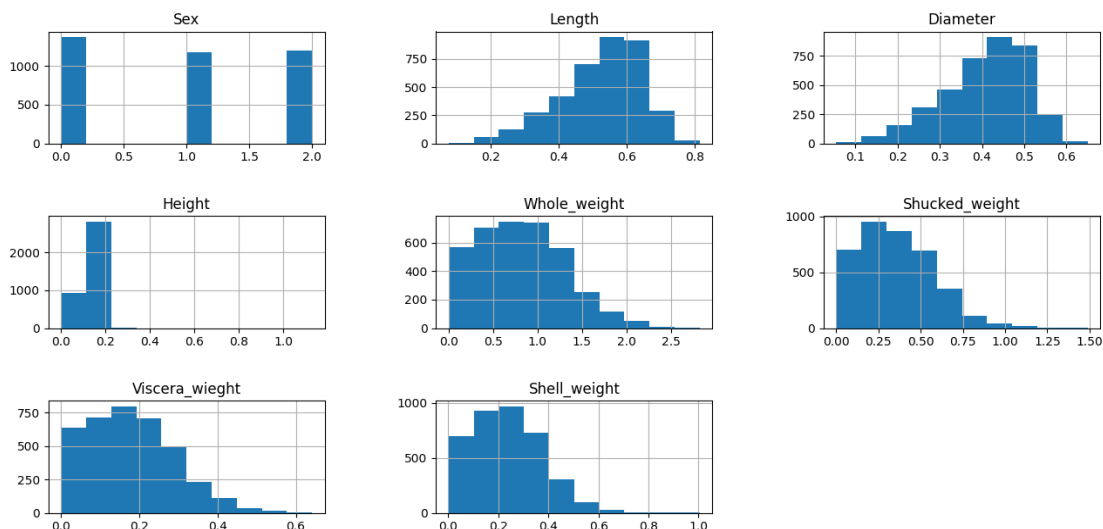 Sex
1000
500
0
0.0 0.5 1.0 1.5 2.0
Length
750
500
250
0
0.2 0.4 0.6 0.8
Diameter
750
500
250
0
0.1 0.2 0.3 0.4 0.5 0.6
Height
2000
1000
0
0.0 0.2 0.4 0.6 0.8 1.0
Whole_weight
600
400
200
0
0.0 0.5 1.0 1.5 2.0 2.5
Shucked_weight
1000
500
0
0.00 0.25 0.50 0.75 1.00 1.25 1.50
Viscera_wieght
750
500
250
0
0.0 0.2 0.4 0.6
Shell_weight
1000
500
0
0.0 0.2 0.4 0.6 0.8 1.0